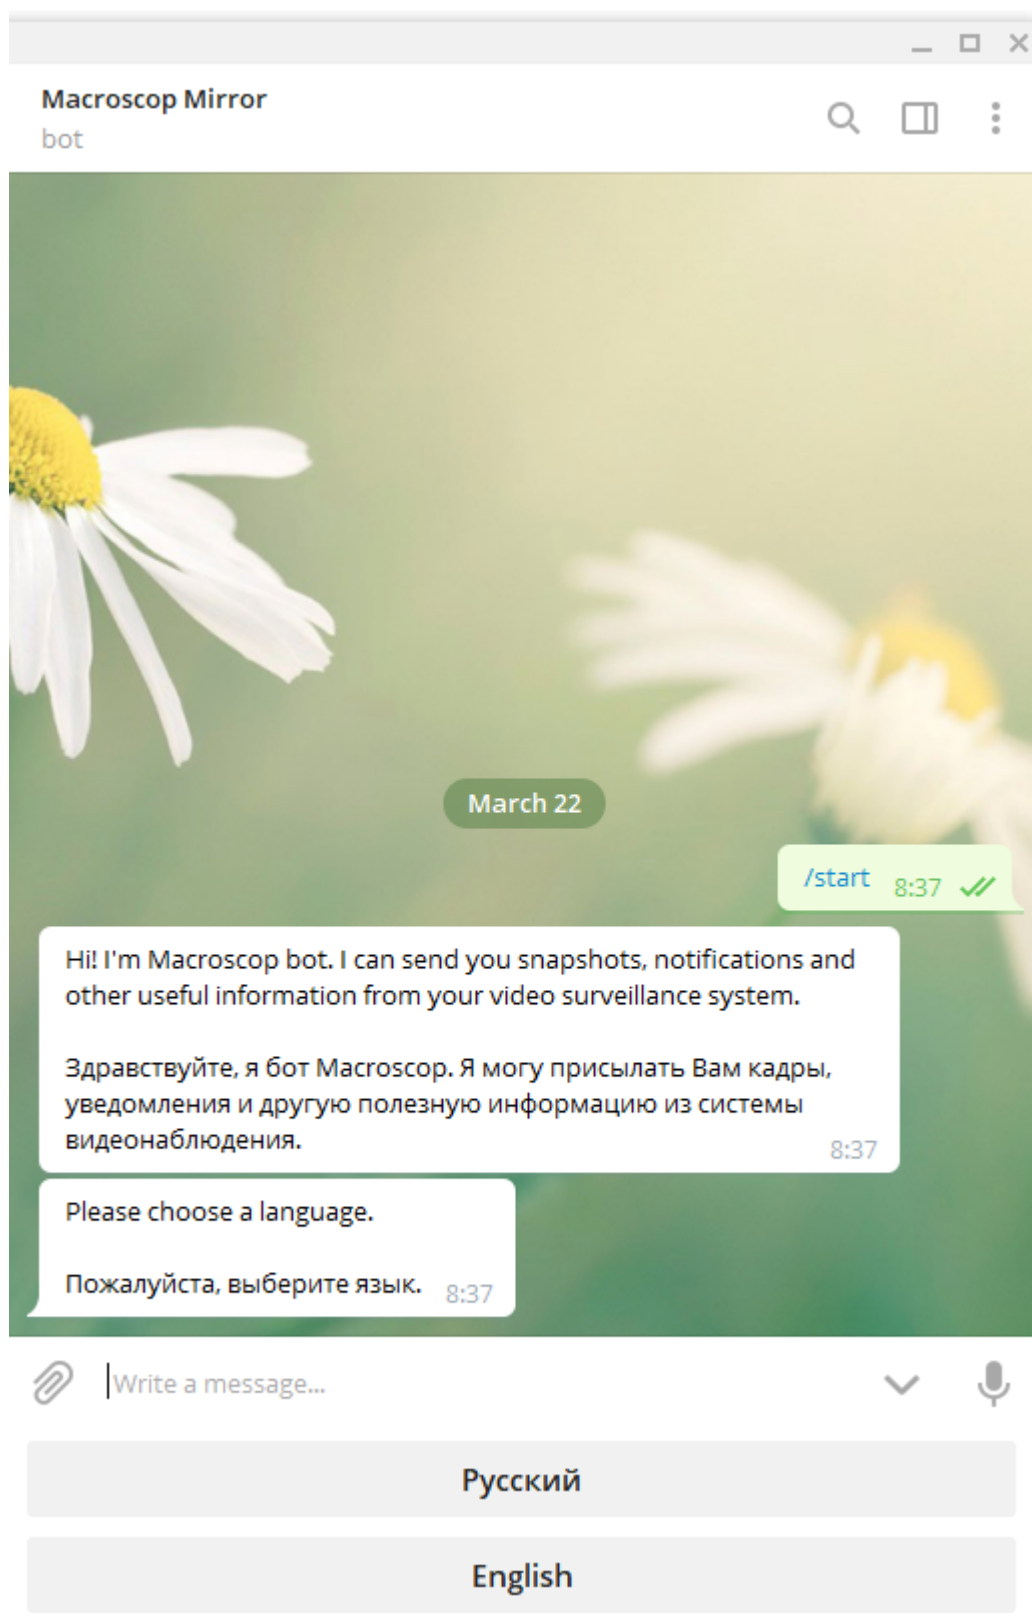 Macroscop Mirror
bot
March 22
/start 8:37
Hi! I'm Macroscop bot. I can send you snapshots, notifications and
other useful information from your video surveillance system.
Здравствуйте, я бот Macroscop. Я могу присылать Вам кадры,
уведомления и другую полезную информацию из системы
видеонаблюдения.
8:37
Please choose a language.
Пожалуйста, выберите язык. 8:37
Write a message...
Русский
English